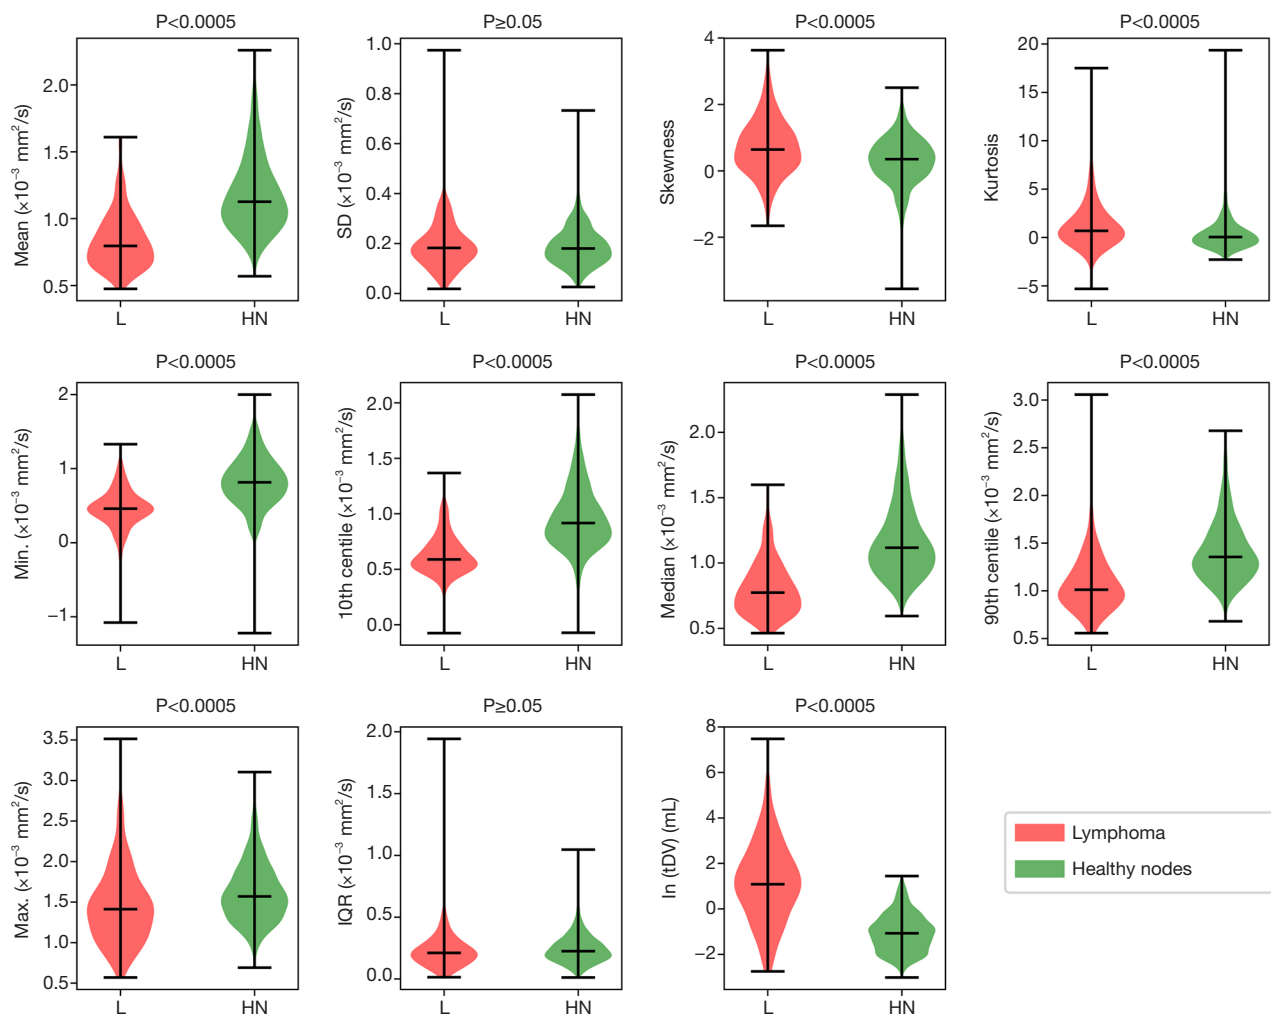 P<0.0005
P≥0.05
P<0.0005
P<0.0005
Mean (×10⁻³ mm²/s)
2.0
1.5
1.0
0.5
L
HN
SD (×10⁻³ mm²/s)
1.0
0.8
0.6
0.4
0.2
0.0
L
HN
Skewness
4
2
0
−2
L
HN
Kurtosis
20
15
10
5
0
−5
L
HN
P<0.0005
P<0.0005
P<0.0005
P<0.0005
Min. (×10⁻³ mm²/s)
2
1
0
−1
L
HN
10th centile (×10⁻³ mm²/s)
2.0
1.5
1.0
0.5
0.0
L
HN
Median (×10⁻³ mm²/s)
2.0
1.5
1.0
0.5
L
HN
90th centile (×10⁻³ mm²/s)
3.0
2.5
2.0
1.5
1.0
0.5
L
HN
P<0.0005
P≥0.05
P<0.0005
Max. (×10⁻³ mm²/s)
3.5
3.0
2.5
2.0
1.5
1.0
0.5
L
HN
IQR (×10⁻³ mm²/s)
2.0
1.5
1.0
0.5
0.0
L
HN
ln (tDV) (mL)
8
6
4
2
0
−2
L
HN
Lymphoma
Healthy nodes